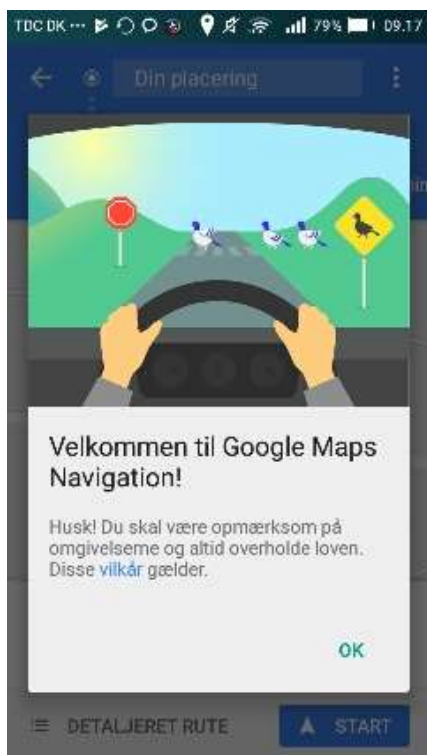 TDC DK ... 79% 09.17
Din placering
Velkommen til Google Maps
Navigation!
Husk! Du skal være opmærksom på
omgivelserne og altid overholde loven.
Disse vilkår gælder.
OK
DETALJERET RUTE START